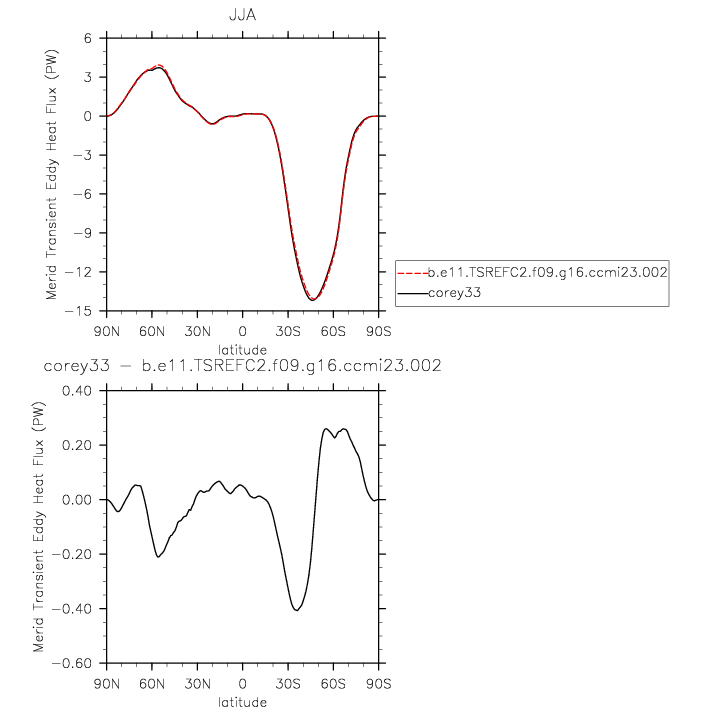 JJA
Merid Transient Eddy Heat Flux (PW)
6
3
0
−3
−6
−9
−12
−15
90N 60N 30N 0 30S 60S 90S
latitude
b.e11.TSREFC2.f09.g16.ccmi23.002
corey33
corey33 − b.e11.TSREFC2.f09.g16.ccmi23.002
Merid Transient Eddy Heat Flux (PW)
0.40
0.20
0.00
−0.20
−0.40
−0.60
90N 60N 30N 0 30S 60S 90S
latitude